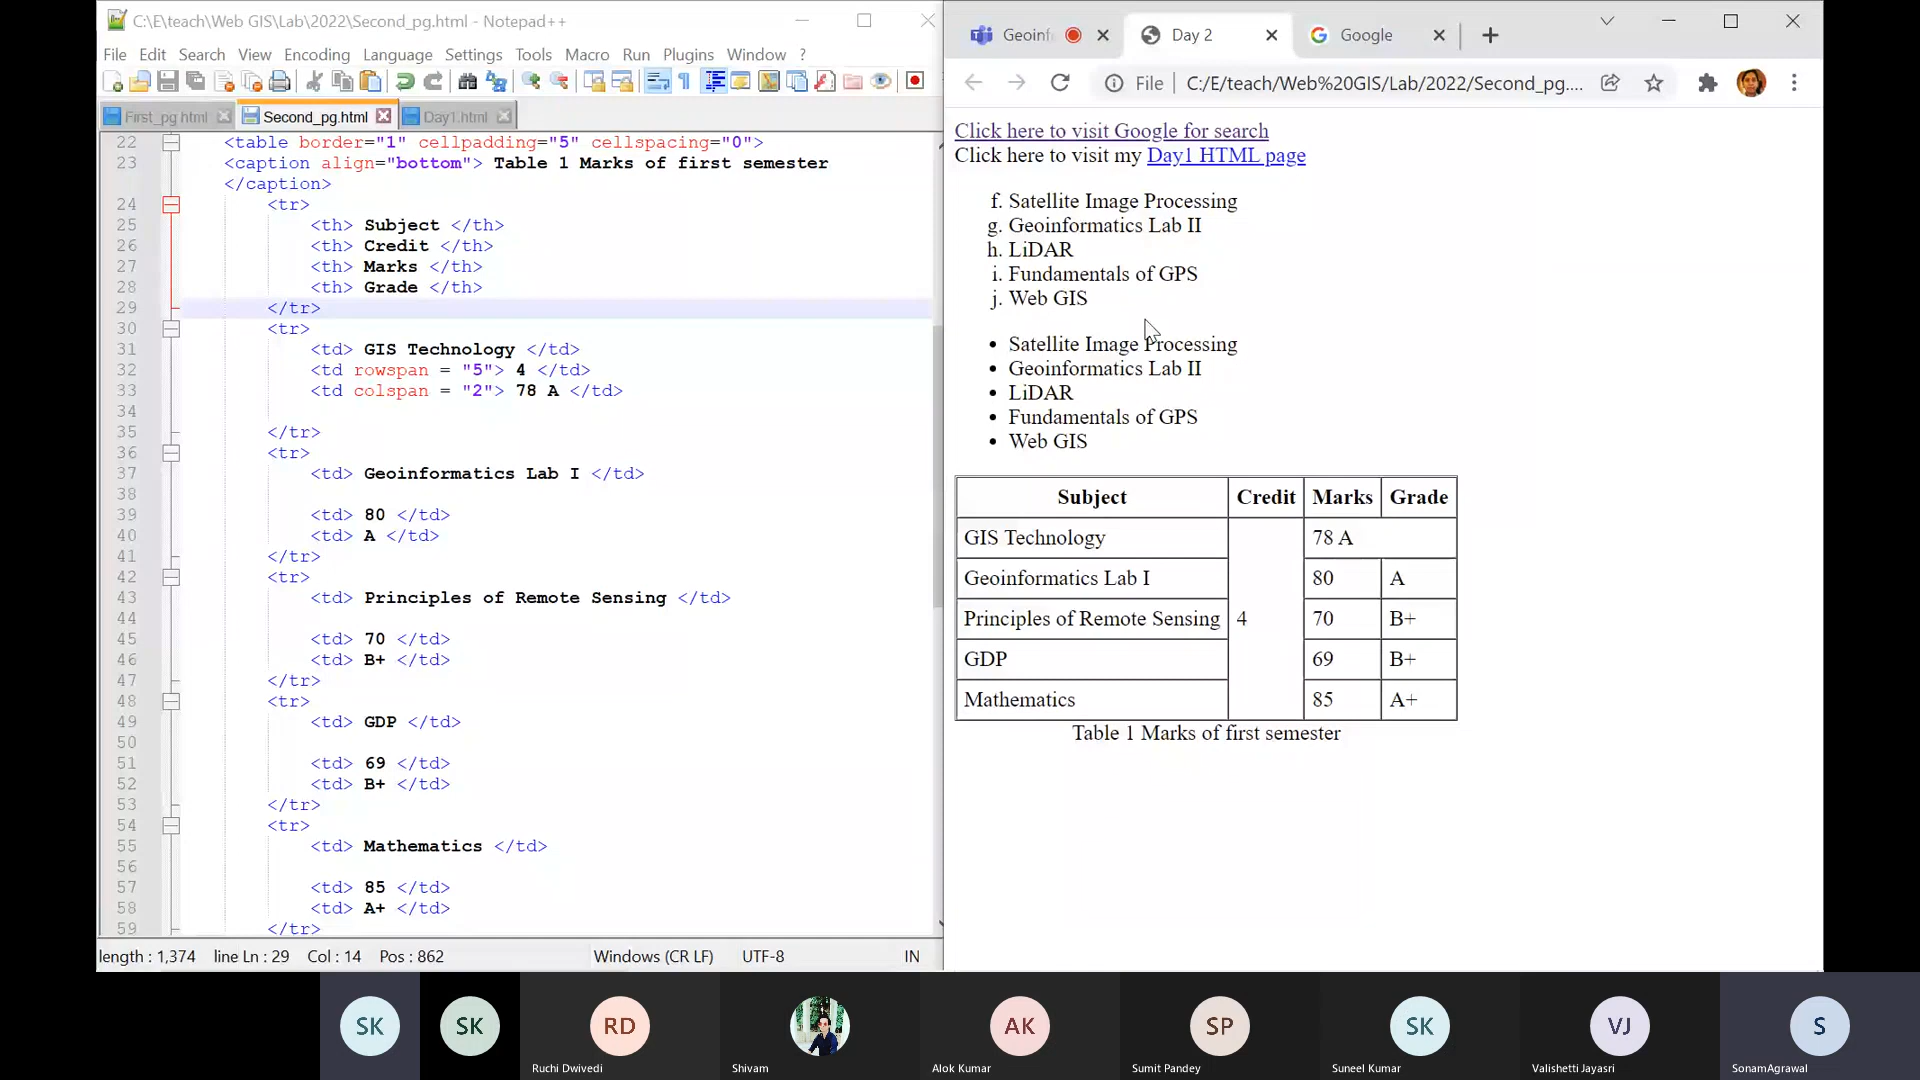 C:\E\teach\Web GIS\Lab\2022\Second_pg.html - Notepad++
File Edit Search View Encoding Language Settings Tools Macro Run Plugins Window ?
First_pg.html Second_pg.html Day1.html
22 <table border="1" cellpadding="5" cellspacing="0">
23 <caption align="bottom"> Table 1 Marks of first semester
</caption>
24 <tr>
25 <th> Subject </th>
26 <th> Credit </th>
27 <th> Marks </th>
28 <th> Grade </th>
29 </tr>
30 <tr>
31 <td> GIS Technology </td>
32 <td rowspan = "5"> 4 </td>
33 <td colspan = "2"> 78 A </td>
34
35 </tr>
36 <tr>
37 <td> Geoinformatics Lab I </td>
38
39 <td> 80 </td>
40 <td> A </td>
41 </tr>
42 <tr>
43 <td> Principles of Remote Sensing </td>
44
45 <td> 70 </td>
46 <td> B+ </td>
47 </tr>
48 <tr>
49 <td> GDP </td>
50
51 <td> 69 </td>
52 <td> B+ </td>
53 </tr>
54 <tr>
55 <td> Mathematics </td>
56
57 <td> 85 </td>
58 <td> A+ </td>
59 </tr>
length : 1,374 line Ln : 29 Col : 14 Pos : 862 Windows (CR LF) UTF-8 IN
Geoinf Day 2 Google
File C:/E/teach/Web%20GIS/Lab/2022/Second_pg....
Click here to visit Google for search
Click here to visit my Day1 HTML page
f. Satellite Image Processing
g. Geoinformatics Lab II
h. LiDAR
i. Fundamentals of GPS
j. Web GIS
• Satellite Image Processing
• Geoinformatics Lab II
• LiDAR
• Fundamentals of GPS
• Web GIS
Subject Credit Marks Grade
GIS Technology 78 A
Geoinformatics Lab I 80 A
Principles of Remote Sensing 4 70 B+
GDP 69 B+
Mathematics 85 A+
Table 1 Marks of first semester
SK SK RD AK SP SK VJ S
Ruchi Dwivedi Shivam Alok Kumar Sumit Pandey Suneel Kumar Valishetti Jayasri SonamAgrawal